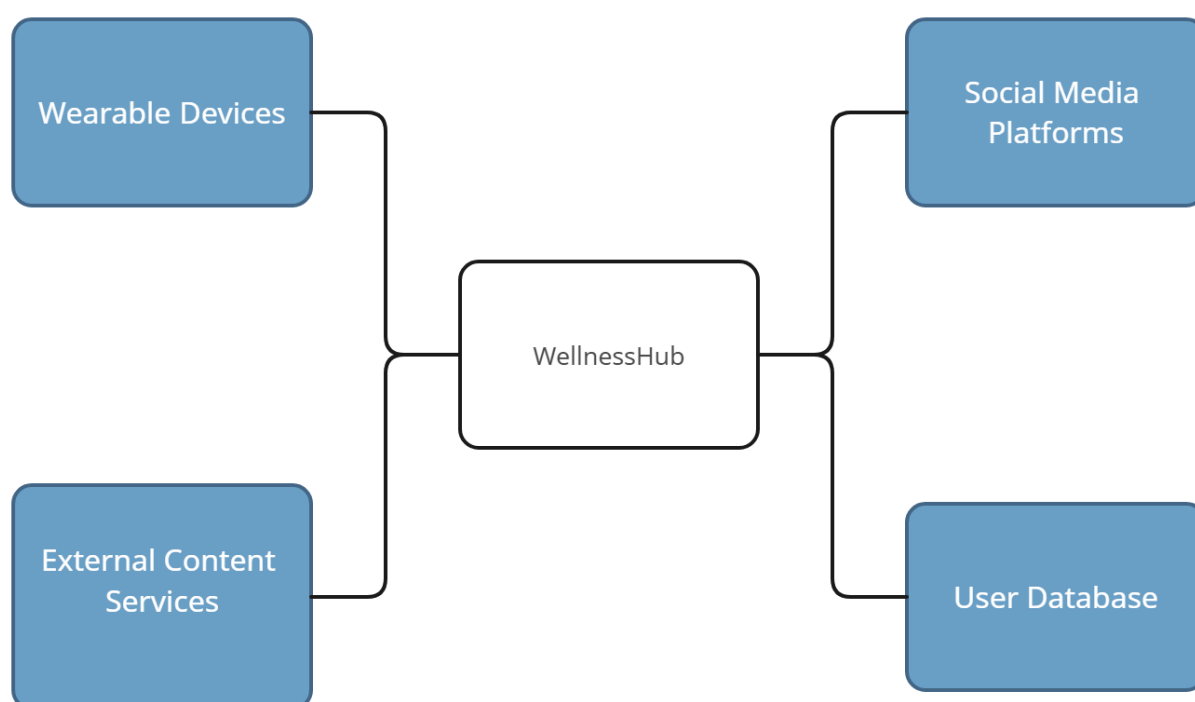 Wearable Devices
Social Media
Platforms
WellnessHub
External Content
Services
User Database